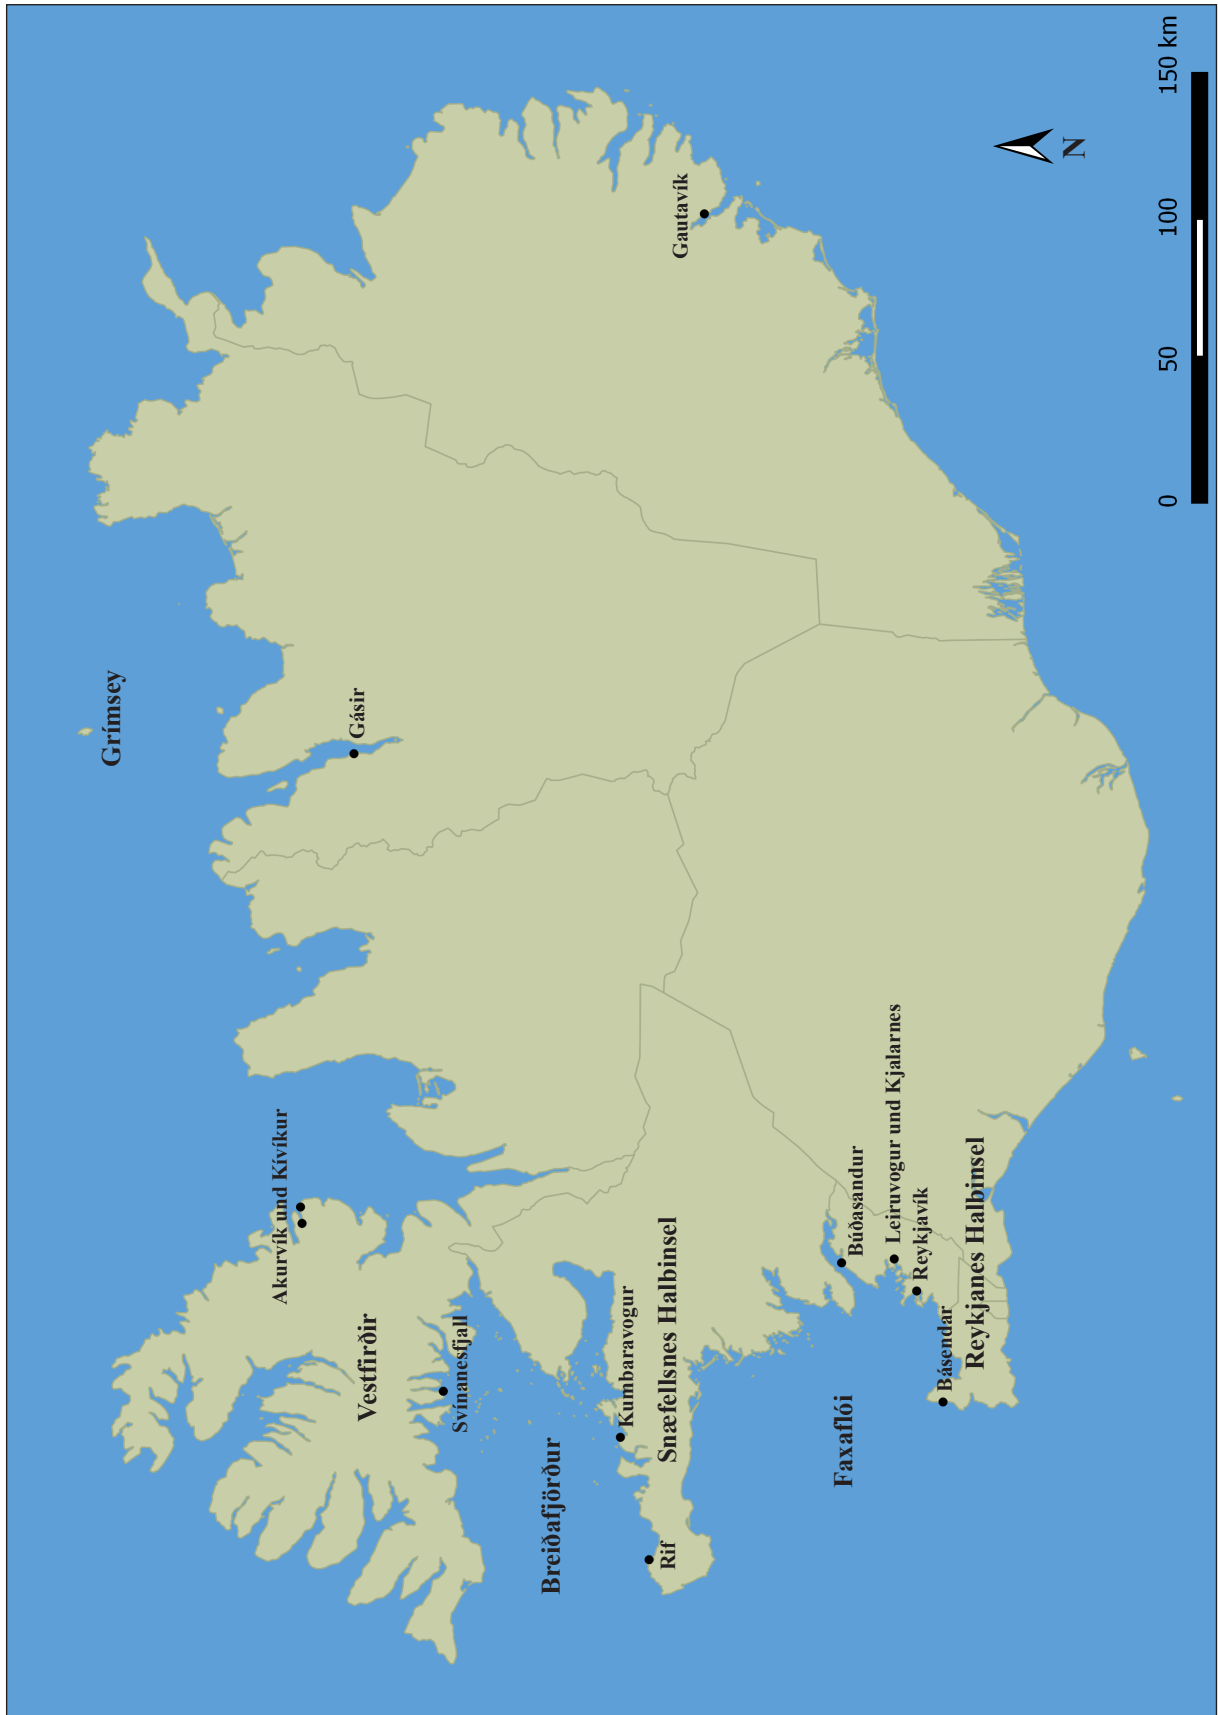 Grímsey
Akurvík und Kívíkur
Gásir
Vestfirðir
Svínanesfjall
Breiðafjörður
Kumbaravogur
Rif
Snæfellsnes Halbinsel
Gautavík
Faxaflói
Búðasandur
Leiruvogur und Kjalarnes
Reykjavík
Básendar
Reykjanes Halbinsel
N
0 50 100 150 km